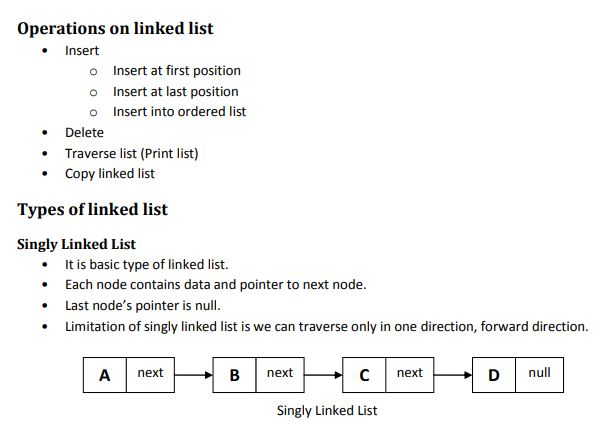 Operations on linked list
• Insert
o Insert at first position
o Insert at last position
o Insert into ordered list
• Delete
• Traverse list (Print list)
• Copy linked list
Types of linked list
Singly Linked List
• It is basic type of linked list.
• Each node contains data and pointer to next node.
• Last node’s pointer is null.
• Limitation of singly linked list is we can traverse only in one direction, forward direction.
A next B next C next D null
Singly Linked List